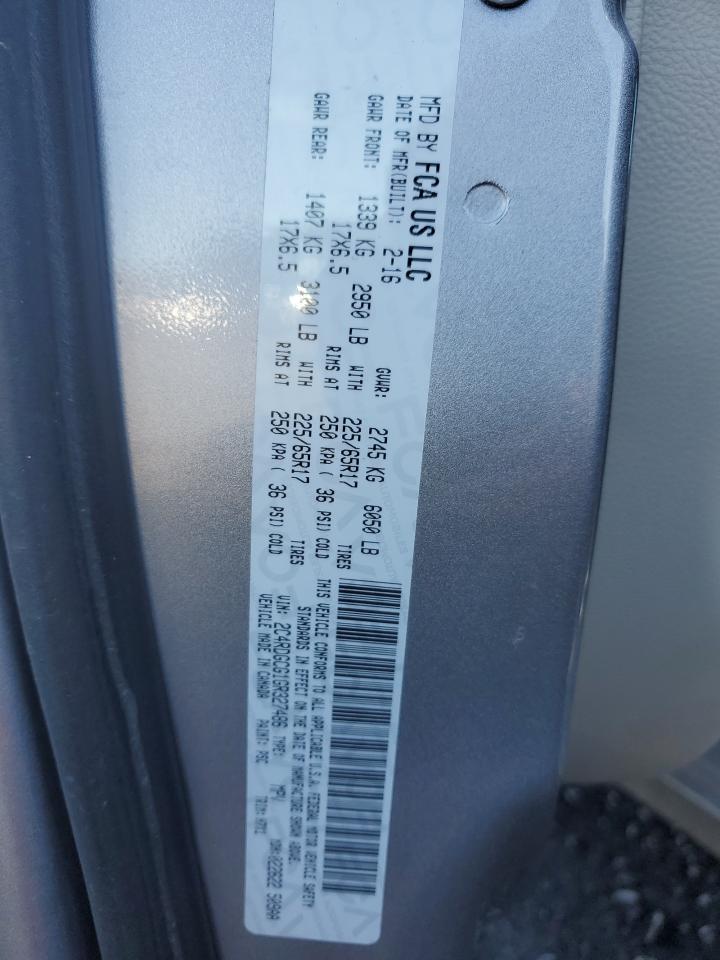 MFD BY FCA US LLC
DATE OF MFR(BUILT): 2-16 GVWR: 2745 KG 6050 LB
GAWR FRONT: 1339 KG 2950 LB WITH 225/65R17 TIRES
17X6.5 RIMS AT 250 KPA( 36 PSI) COLD
GAWR REAR: 1407 KG 3100 LB WITH 225/65R17 TIRES
17X6.5 RIMS AT 250 KPA( 36 PSI) COLD
THIS VEHICLE CONFORMS TO ALL APPLICABLE U.S.A. FEDERAL MOTOR VEHICLE SAFETY
STANDARDS IN EFFECT ON THE DATE OF MANUFACTURE SHOWN ABOVE.
VIN: 2C4RDGCG1GR327486 TYPE: MPV
VEHICLE MADE IN CANADA PAINT: PSC